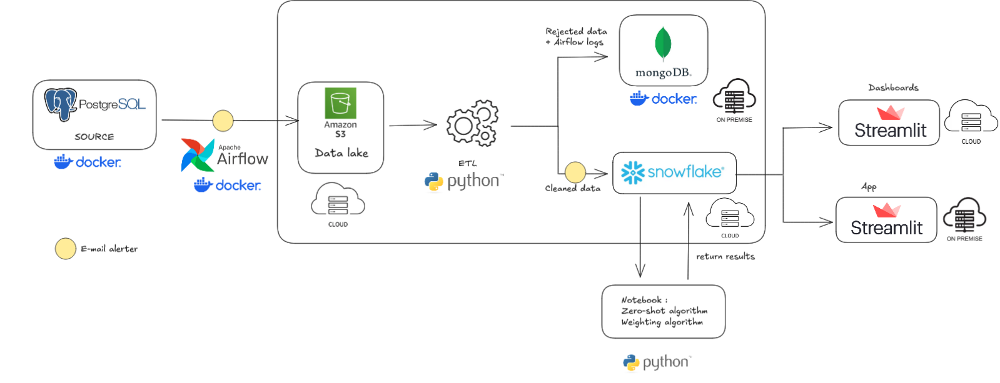 PostgreSQL
SOURCE
docker.
Apache
Airflow
docker.
E-mail alerter
Amazon
S3
Data lake
CLOUD
ETL
python™
Rejected data
+ Airflow logs
mongoDB.
docker.
ON PREMISE
Cleaned data
snowflake®
CLOUD
return results
Notebook :
Zero-shot algorithm
Weighting algorithm
python™
Dashboards
Streamlit
CLOUD
App
Streamlit
ON PREMISE